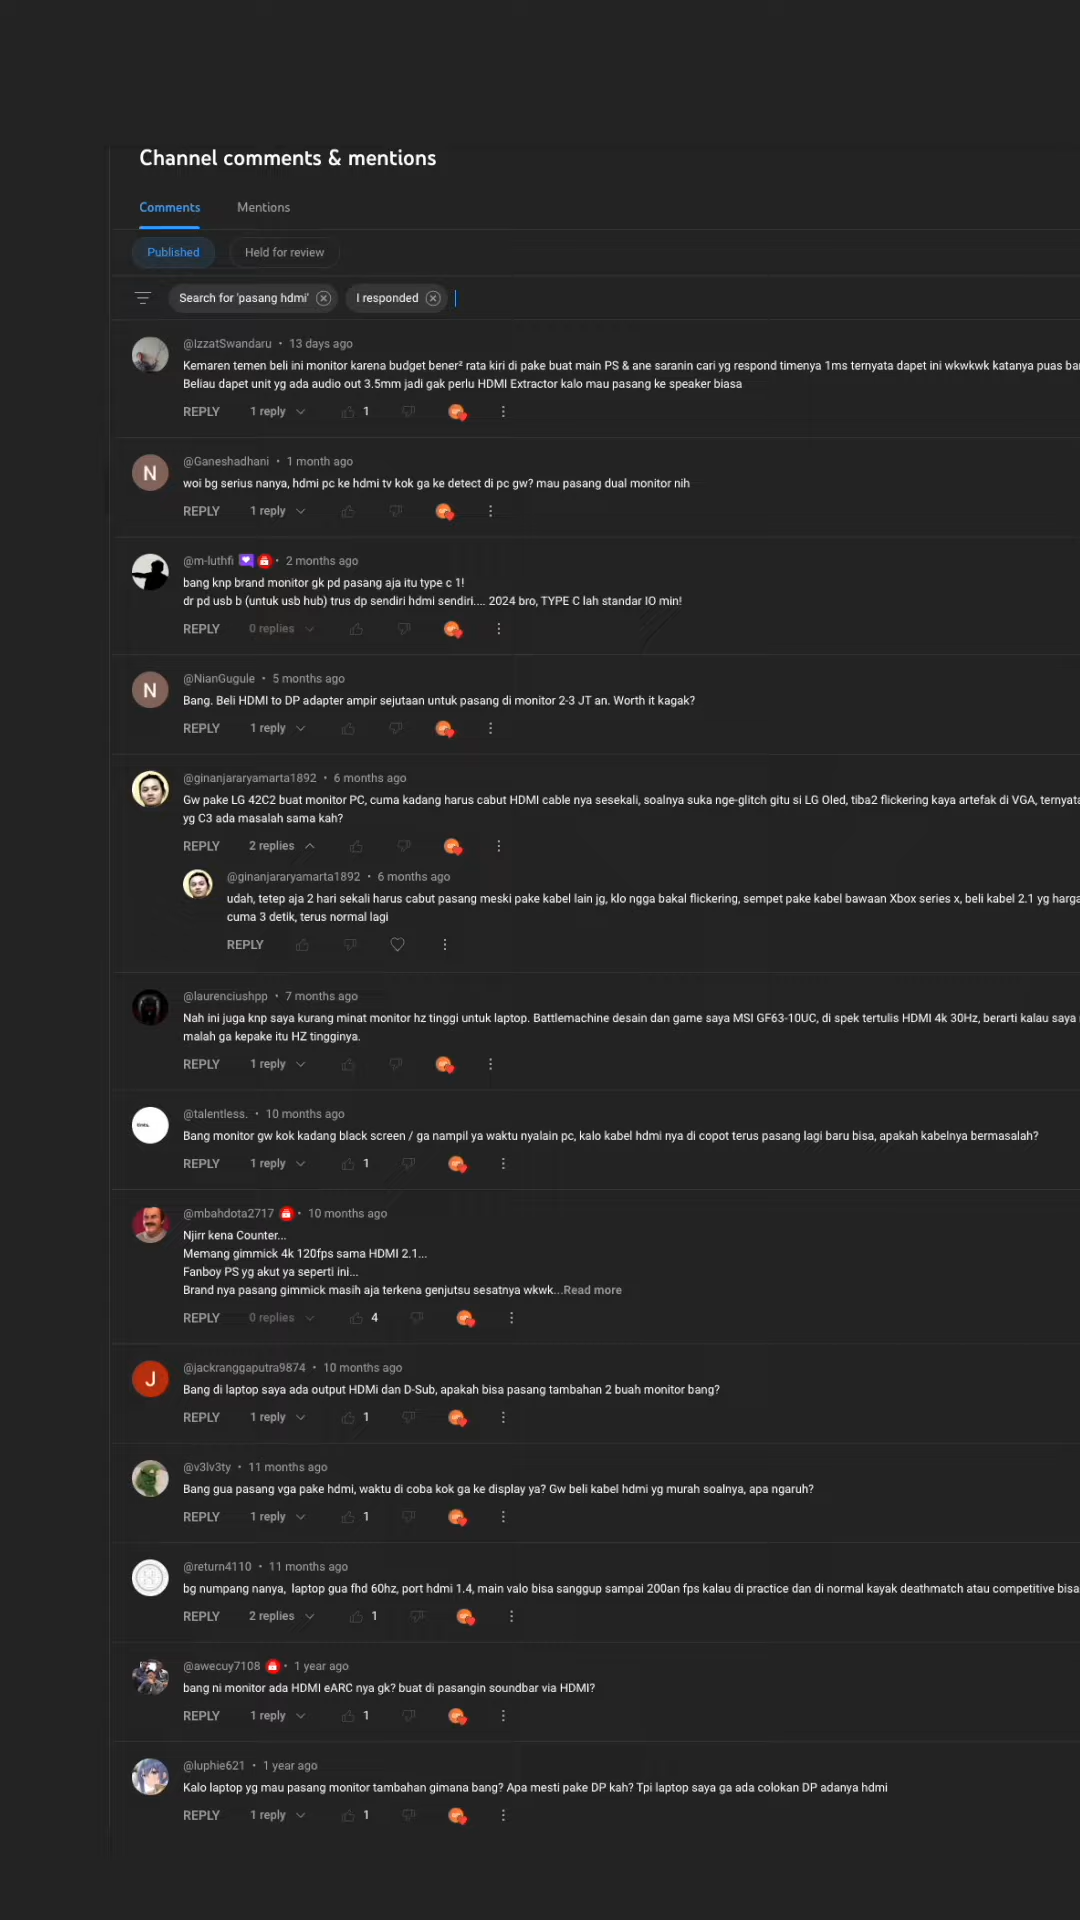 Channel comments & mentions
Comments Mentions
Published Held for review
Search for 'pasang hdmi' I responded
@IzzatSwandaru • 13 days ago
Kemaren temen beli ini monitor karena budget bener² rata kiri di pake buat main PS & ane saranin cari yg respond timenya 1ms ternyata dapet ini wkwkwk katanya puas
Beliau dapet unit yg ada audio out 3.5mm jadi gak perlu HDMI Extractor kalo mau pasang ke speaker biasa
REPLY 1 reply 1
N
@Ganeshadhani • 1 month ago
woi bg serius nanya, hdmi pc ke hdmi tv kok ga ke detect di pc gw? mau pasang dual monitor nih
REPLY 1 reply
@m-luthfi • 2 months ago
bang knp brand monitor gk pd pasang aja itu type c 1!
dr pd usb b (untuk usb hub) trus dp sendiri hdmi sendiri.... 2024 bro, TYPE C lah standar IO min!
REPLY 0 replies
N
@NianGugule • 5 months ago
Bang. Beli HDMI to DP adapter ampir sejutaan untuk pasang di monitor 2-3 JT an. Worth it kagak?
REPLY 1 reply
@ginanjararyamarta1892 • 6 months ago
Gw pake LG 42C2 buat monitor PC, cuma kadang harus cabut HDMI cable nya sesekali, soalnya suka nge-glitch gitu si LG Oled, tiba2 flickering kaya artefak di VGA, ternyata
yg C3 ada masalah sama kah?
REPLY 2 replies
@ginanjararyamarta1892 • 6 months ago
udah, tetep aja 2 hari sekali harus cabut pasang meski pake kabel lain jg, klo ngga bakal flickering, sempet pake kabel bawaan Xbox series x, beli kabel 2.1 yg harga
cuma 3 detik, terus normal lagi
REPLY
@laurenciushpp • 7 months ago
Nah ini juga knp saya kurang minat monitor hz tinggi untuk laptop. Battlemachine desain dan game saya MSI GF63-10UC, di spek tertulis HDMI 4k 30Hz, berarti kalau saya
malah ga kepake itu HZ tingginya.
REPLY 1 reply
@talentless. • 10 months ago
Bang monitor gw kok kadang black screen / ga nampil ya waktu nyalain pc, kalo kabel hdmi nya di copot terus pasang lagi baru bisa, apakah kabelnya bermasalah?
REPLY 1 reply 1
@mbahdota2717 • 10 months ago
Njirr kena Counter...
Memang gimmick 4k 120fps sama HDMI 2.1...
Fanboy PS yg akut ya seperti ini...
Brand nya pasang gimmick masih aja terkena genjutsu sesatnya wkwk...Read more
REPLY 0 replies 4
J
@jackranggaputra9874 • 10 months ago
Bang di laptop saya ada output HDMi dan D-Sub, apakah bisa pasang tambahan 2 buah monitor bang?
REPLY 1 reply 1
@v3lv3ty • 11 months ago
Bang gua pasang vga pake hdmi, waktu di coba kok ga ke display ya? Gw beli kabel hdmi yg murah soalnya, apa ngaruh?
REPLY 1 reply 1
@return4110 • 11 months ago
bg numpang nanya, laptop gua fhd 60hz, port hdmi 1.4, main valo bisa sanggup sampai 200an fps kalau di practice dan di normal kayak deathmatch atau competitive bisa
REPLY 2 replies 1
@awecuy7108 • 1 year ago
bang ni monitor ada HDMI eARC nya gk? buat di pasangin soundbar via HDMI?
REPLY 1 reply 1
@luphie621 • 1 year ago
Kalo laptop yg mau pasang monitor tambahan gimana bang? Apa mesti pake DP kah? Tpi laptop saya ga ada colokan DP adanya hdmi
REPLY 1 reply 1